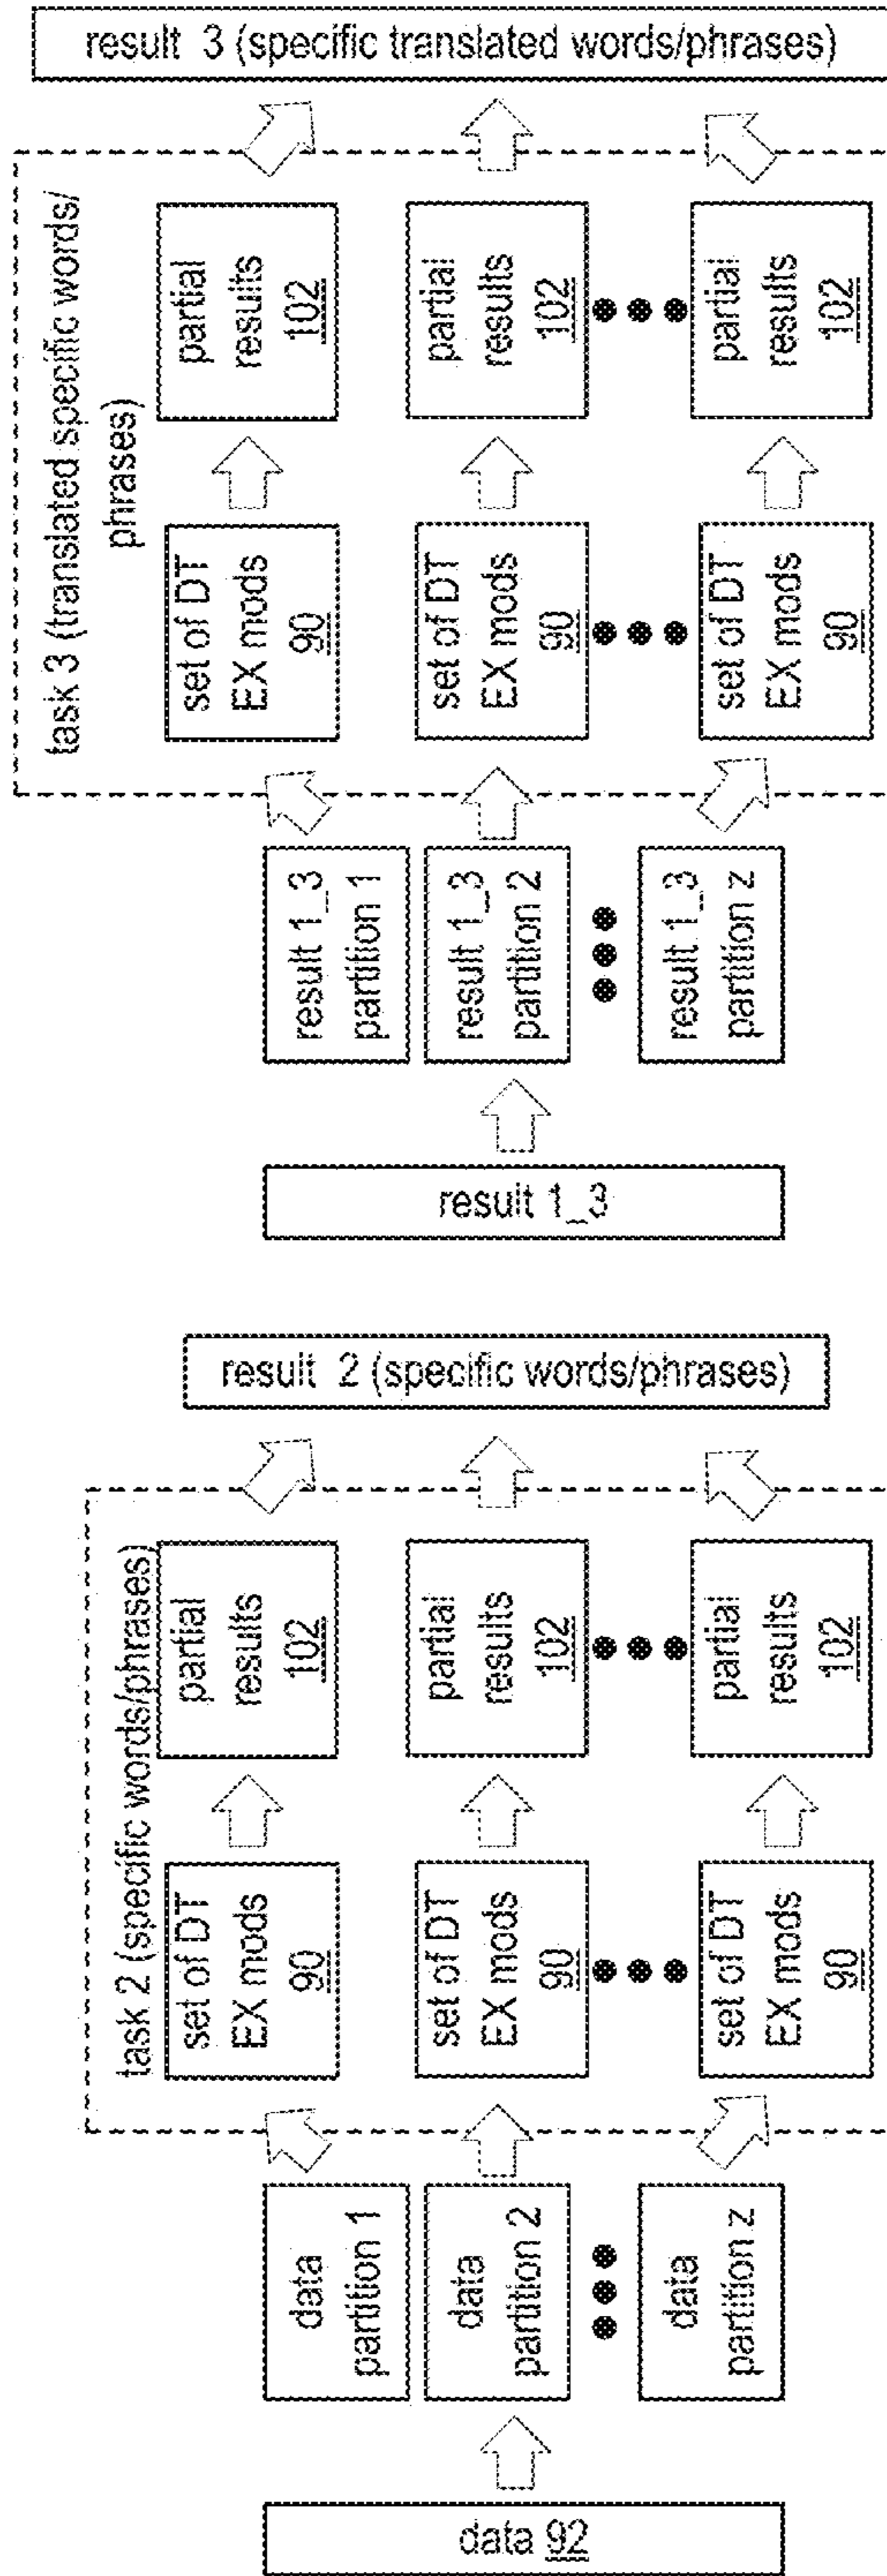 data 92
data
partition 1
data
partition 2
data
partition z
task 2 (specific words/phrases)
set of DT
EX mods
90
set of DT
EX mods
90
set of DT
EX mods
90
partial
results
102
partial
results
102
partial
results
102
result 2 (specific words/phrases)
result 1_3
result 1_3
partition 1
result 1_3
partition 2
result 1_3
partition z
task 3 (translated specific words/
phrases)
set of DT
EX mods
90
set of DT
EX mods
90
set of DT
EX mods
90
partial
results
102
partial
results
102
partial
results
102
result 3 (specific translated words/phrases)